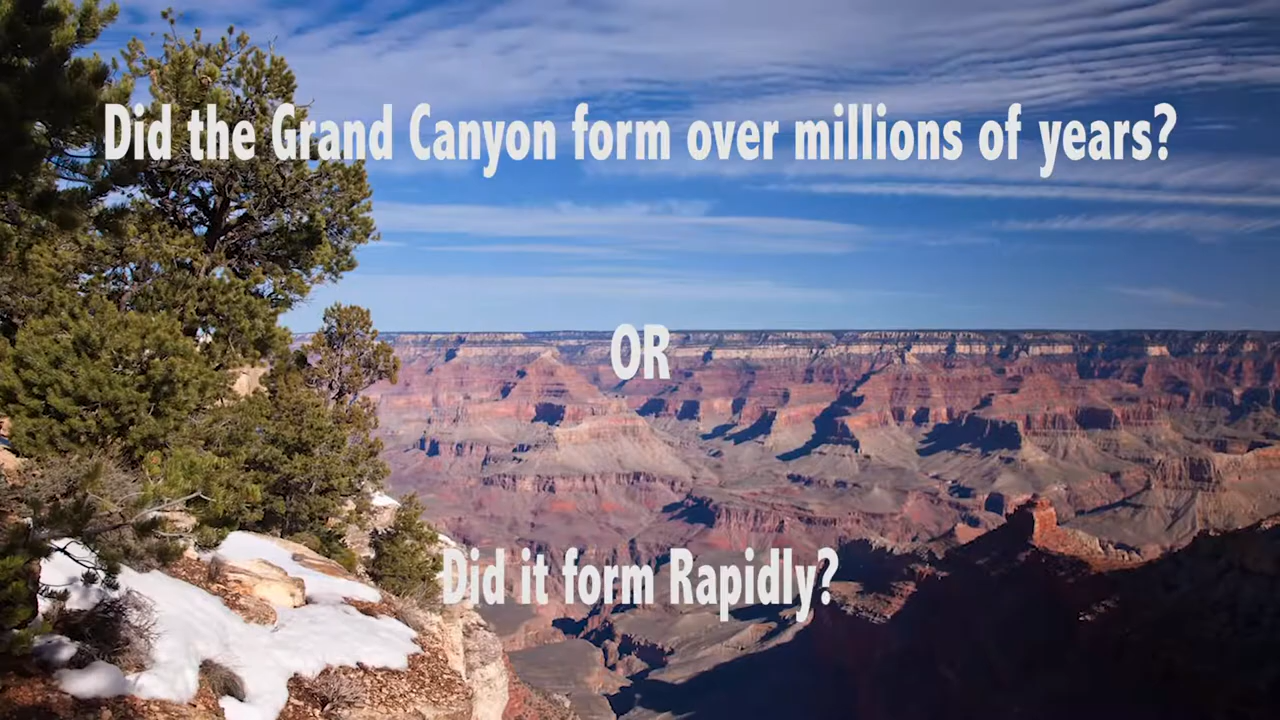 Did the Grand Canyon form over millions of years?
OR
Did it form Rapidly?